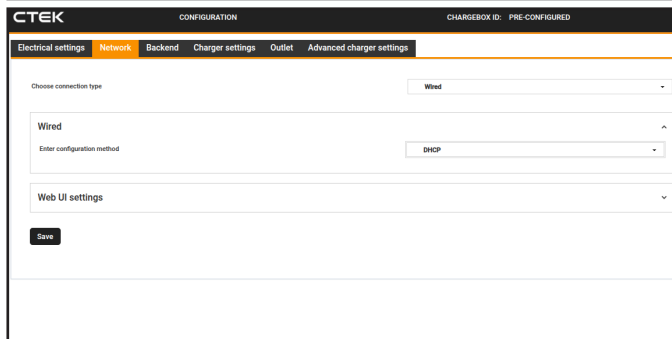 CTEK CONFIGURATION CHARGEBOX ID: PRE-CONFIGURED
Electrical settings Network Backend Charger settings Outlet Advanced charger settings
Choose connection type Wired
Wired
Enter configuration method DHCP
Web UI settings
Save